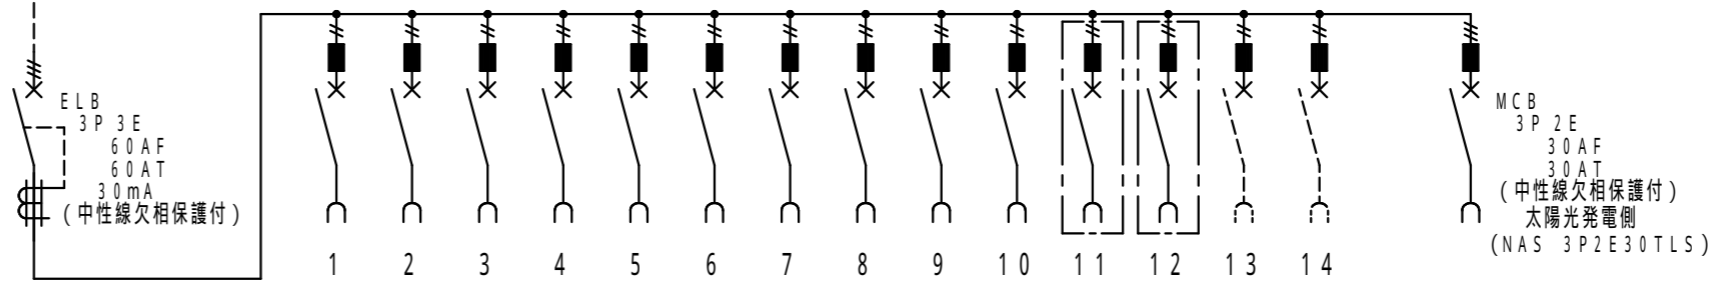 ELB
3P 3E
60AF
60AT
30mA
(中性線欠相保護付)
1 2 3 4 5 6 7 8 9 10 11 12 13 14
MCB
3P 2E
30AF
30AT
(中性線欠相保護付)
太陽光発電側
(NAS 3P2E30TLS)